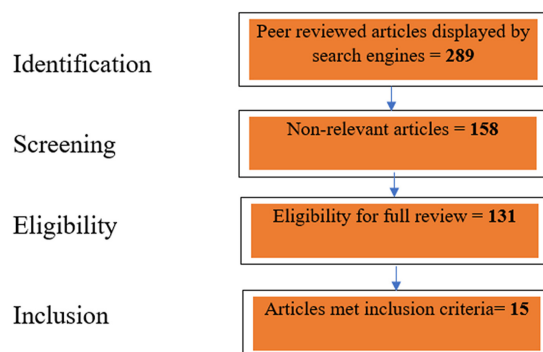 Peer reviewed articles displayed by
search engines = 289
Identification
Non-relevant articles = 158
Screening
Eligibility for full review = 131
Eligibility
Articles met inclusion criteria= 15
Inclusion